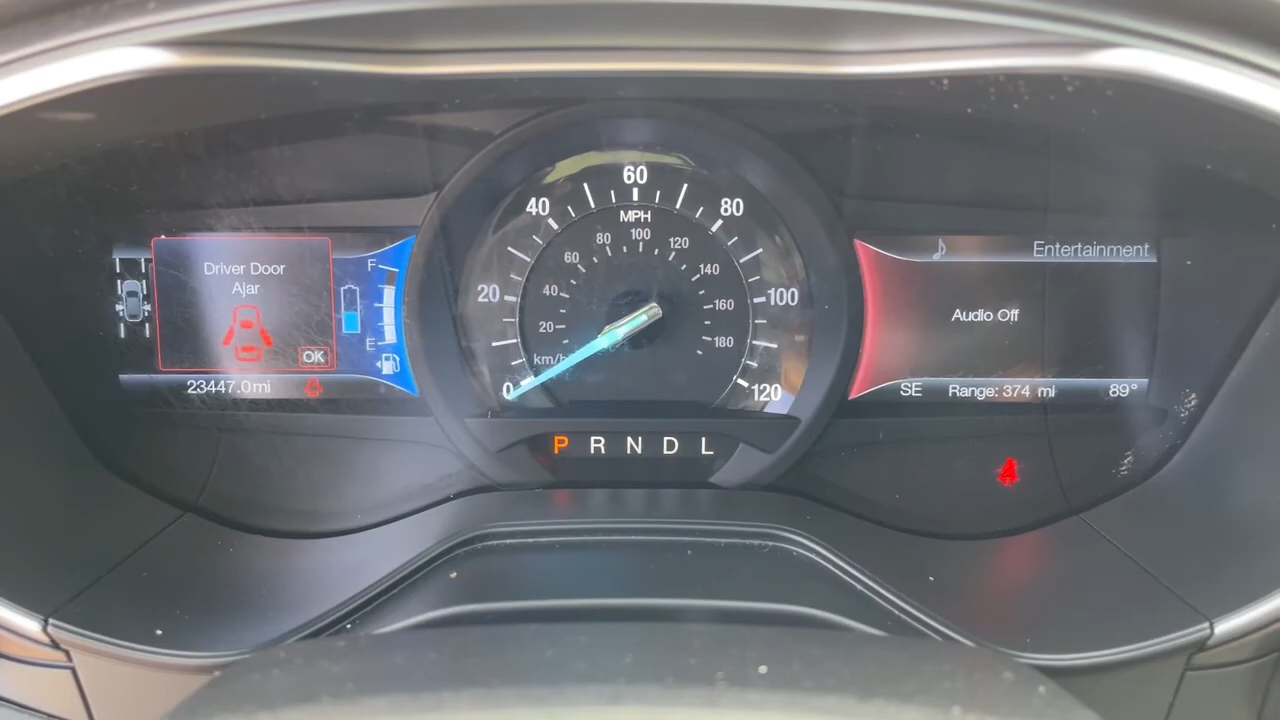 Driver Door
Ajar
OK
F
E
23447.0mi
0
20
40
60
80
100
120
MPH
20
40
60
80
100
120
140
160
180
km/h
P R N D L
Entertainment
Audio Off
SE Range: 374 mi 89°